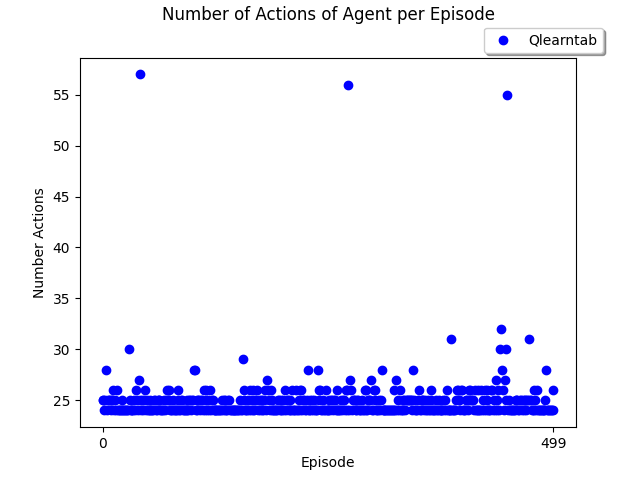 Number of Actions of Agent per Episode
Qlearntab
55
50
45
40
35
30
25
Number Actions
0
499
Episode